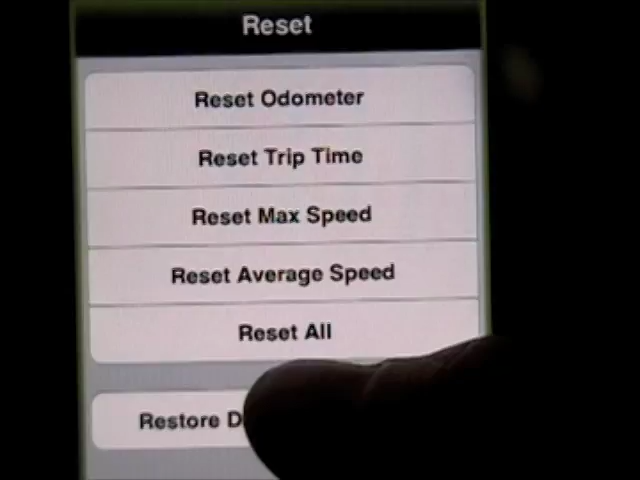 Reset
Reset Odometer
Reset Trip Time
Reset Max Speed
Reset Average Speed
Reset All
Restore